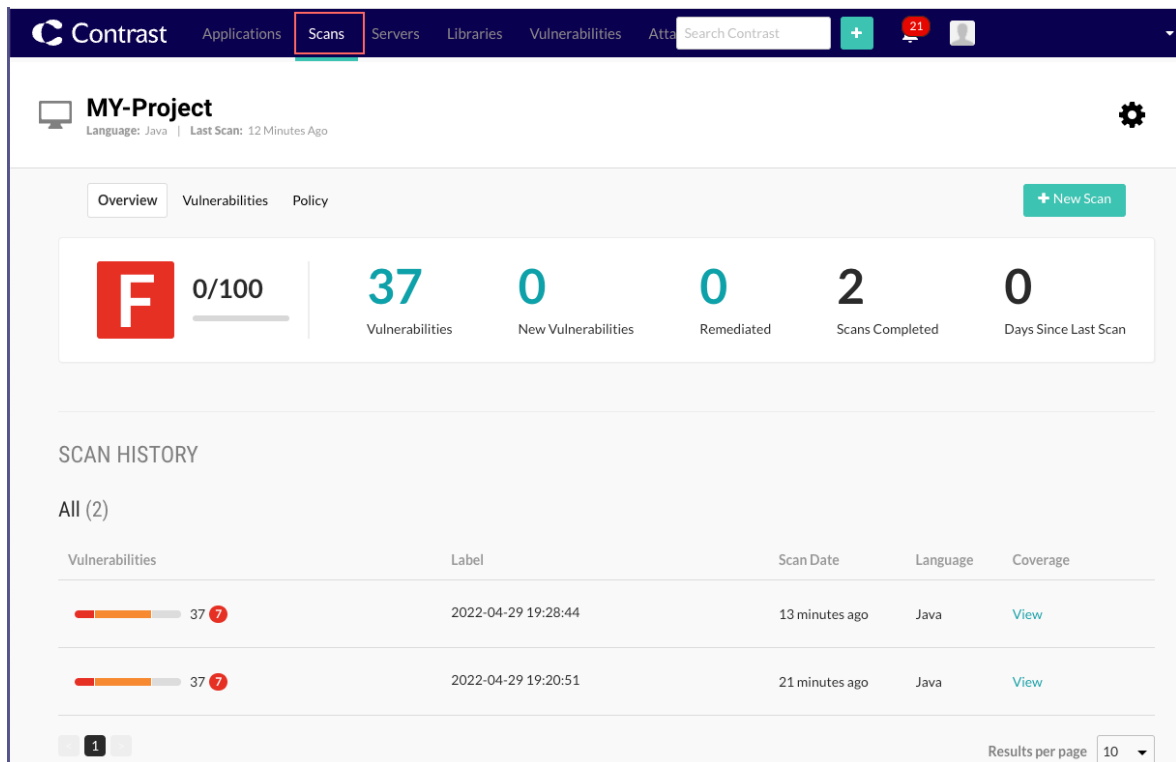 Contrast Applications Scans Servers Libraries Vulnerabilities Atta Search Contrast + 21
MY-Project
Language: Java | Last Scan: 12 Minutes Ago
Overview Vulnerabilities Policy + New Scan
F 0/100 37 0 0 2 0
Vulnerabilities New Vulnerabilities Remediated Scans Completed Days Since Last Scan
SCAN HISTORY
All (2)
Vulnerabilities Label Scan Date Language Coverage
37 7 2022-04-29 19:28:44 13 minutes ago Java View
37 7 2022-04-29 19:20:51 21 minutes ago Java View
1 Results per page 10